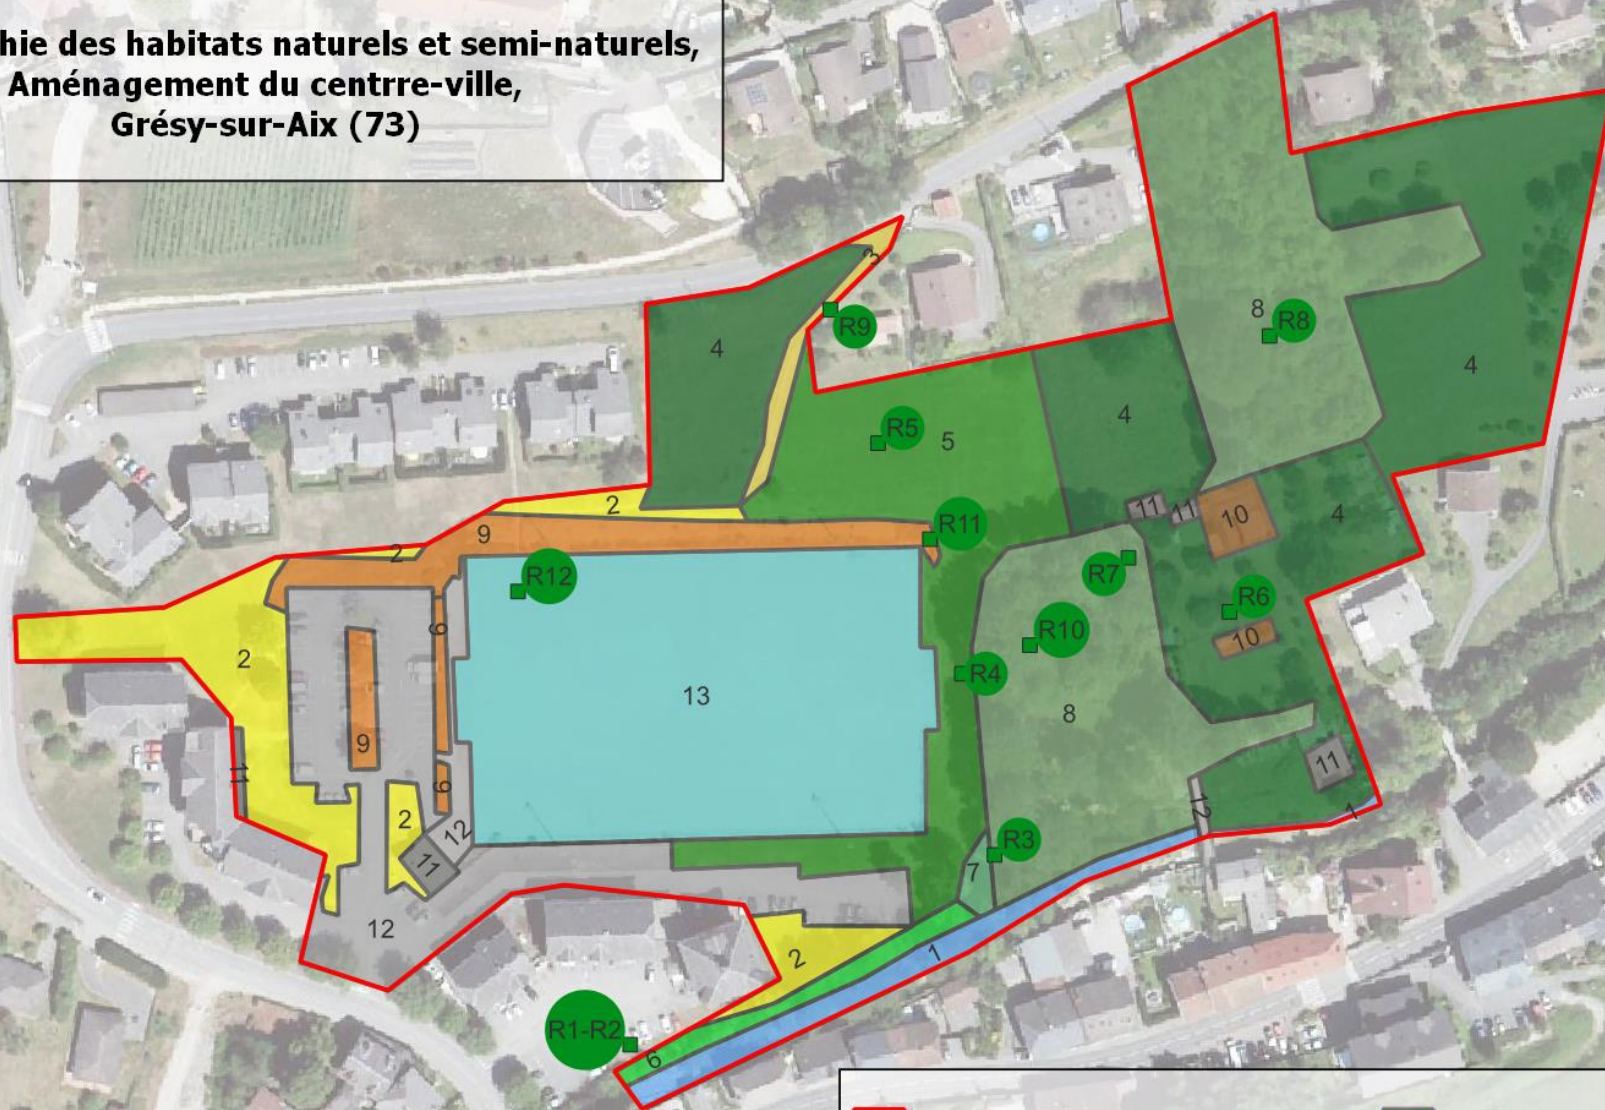 hie des habitats naturels et semi-naturels,
Aménagement du centrre-ville,
Grésy-sur-Aix (73)
3
8
R8
R9
4
4
4
R5
5
2
R11
11
11
10
4
9
2
R12
R7
R6
9
R10
10
2
R4
13
8
9
11
11
9
12
1
2
12
R3
11
7
12
2
1
R1-R2
6